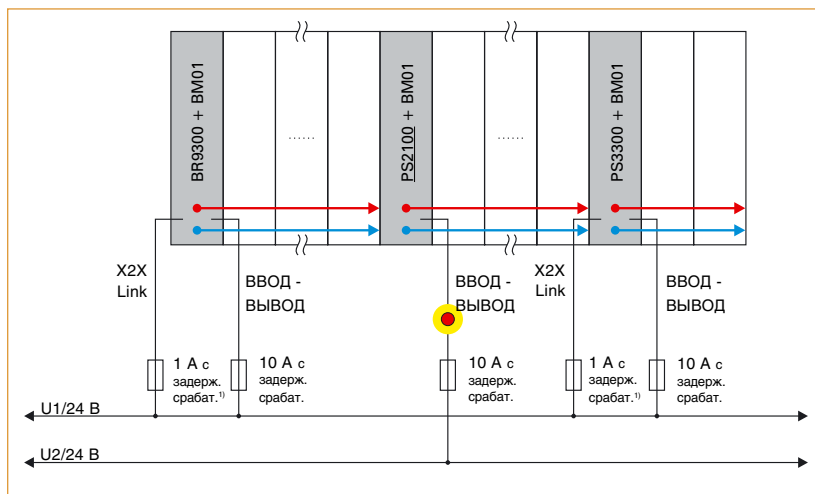 BR9300 + BM01
......
PS2100 + BM01
......
PS3300 + BM01
X2X
Link
ВВОД -
ВЫВОД
ВВОД -
ВЫВОД
X2X
Link
ВВОД -
ВЫВОД
1 А с
задерж.
срабат.¹⁾
10 А с
задерж.
срабат.
10 А с
задерж.
срабат.
1 А с
задерж.
срабат.¹⁾
10 А с
задерж.
срабат.
U1/24 В
U2/24 В